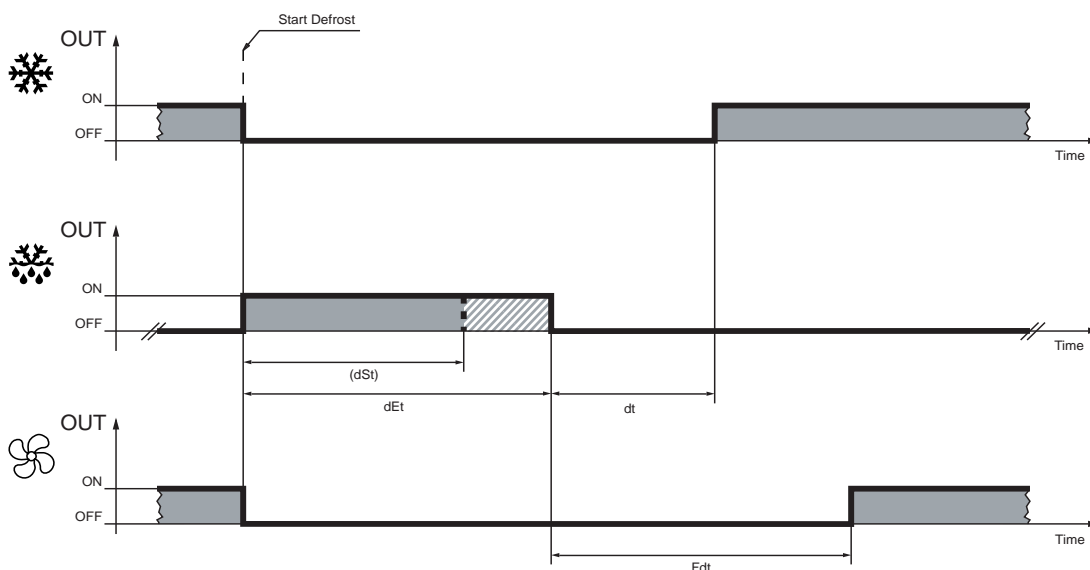 Start Defrost
OUT
ON
OFF
Time
OUT
ON
OFF
Time
(dSt)
dEt
dt
OUT
ON
OFF
Time
Fdt